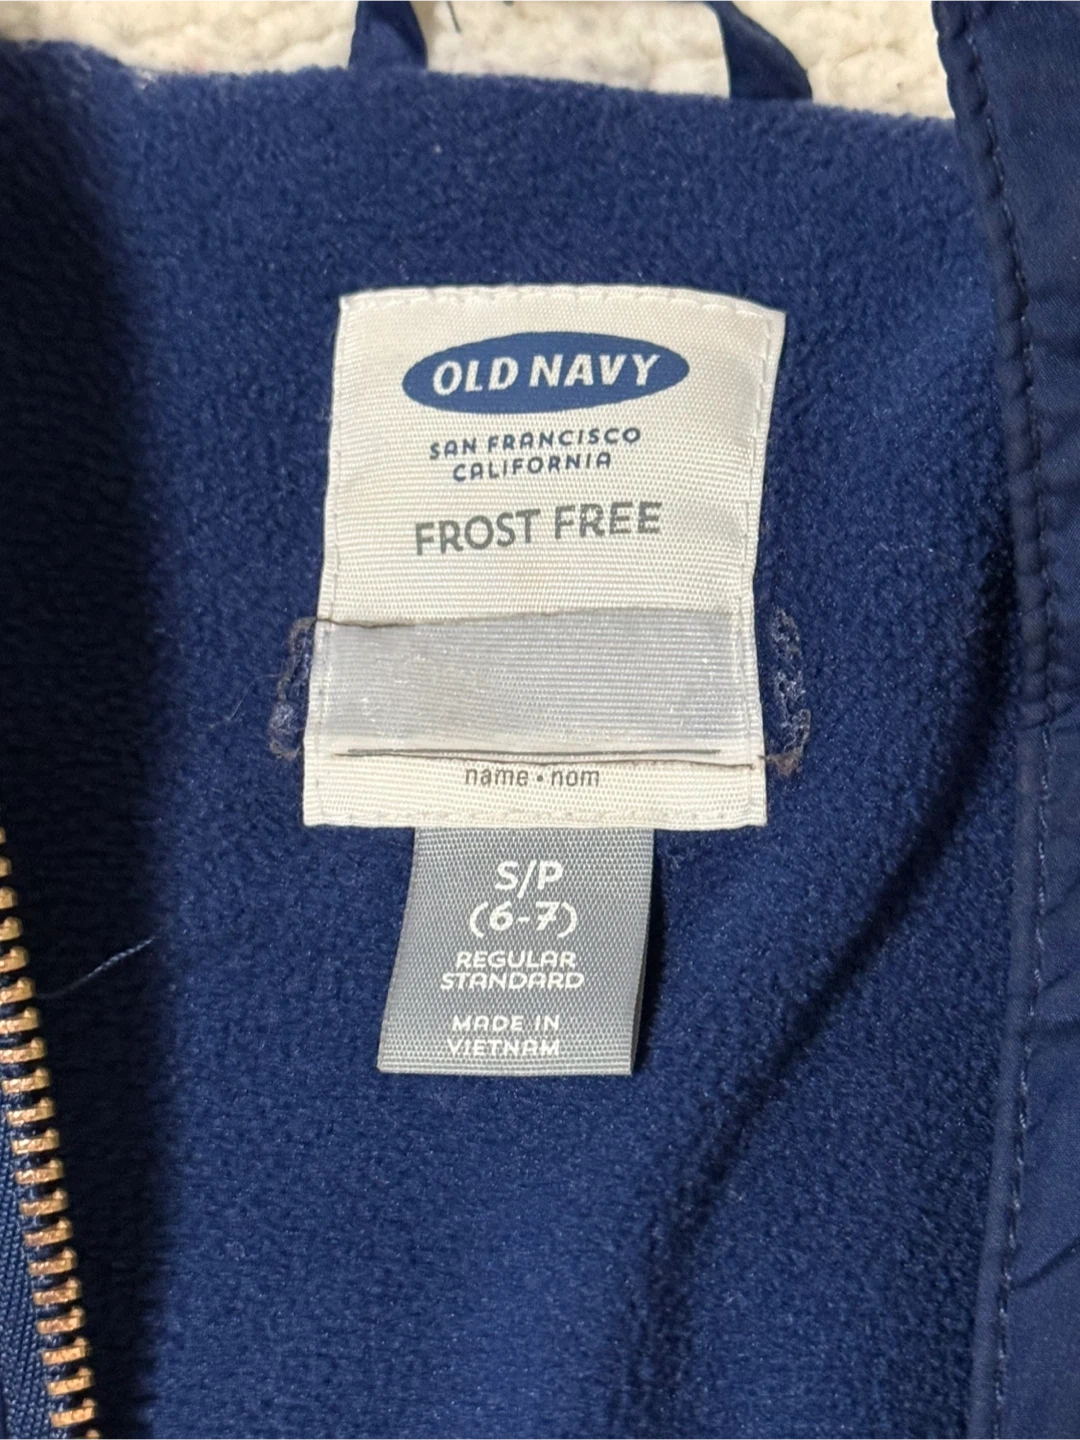 OLD NAVY
SAN FRANCISCO
CALIFORNIA
FROST FREE
name • nom
S/P
(6-7)
REGULAR
STANDARD
MADE IN
VIETNAM